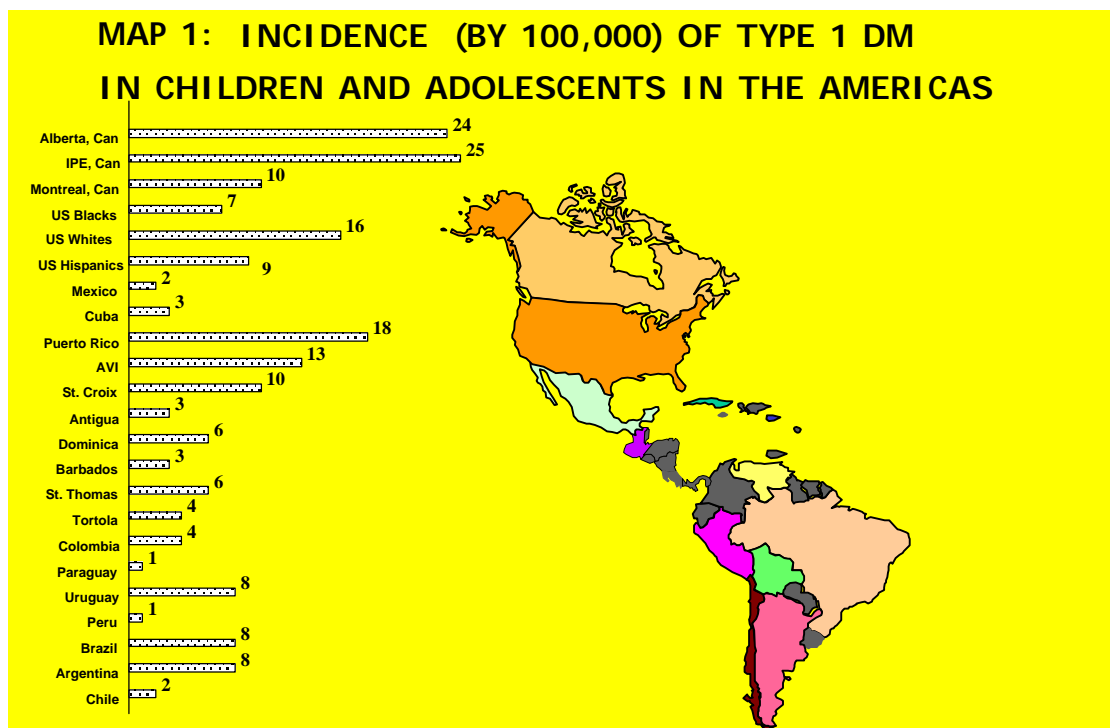 MAP 1: INCIDENCE (BY 100,000) OF TYPE 1 DM
IN CHILDREN AND ADOLESCENTS IN THE AMERICAS
Alberta, Can 24
IPE, Can 25
Montreal, Can 10
US Blacks 7
US Whites 16
US Hispanics 9
Mexico 2
Cuba 3
Puerto Rico 18
AVI 13
St. Croix 10
Antigua 3
Dominica 6
Barbados 3
St. Thomas 6
Tortola 4
Colombia 4
Paraguay 1
Uruguay 8
Peru 1
Brazil 8
Argentina 8
Chile 2